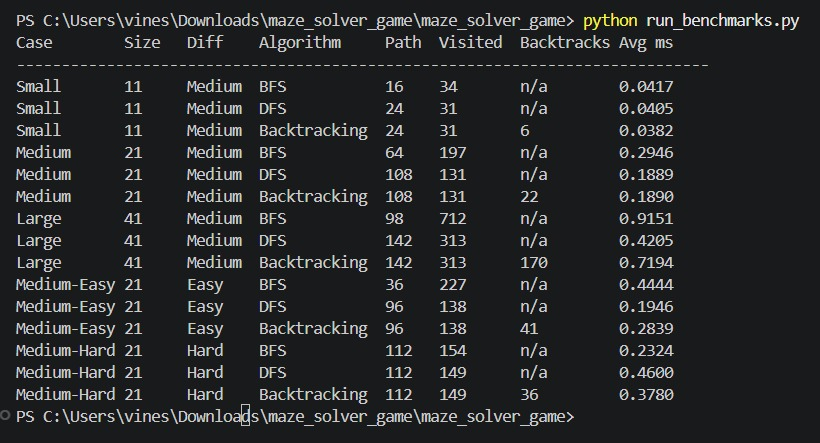 PS C:\Users\vines\Downloads\maze_solver_game\maze_solver_game> python run_benchmarks.py
Case        Size   Diff    Algorithm     Path  Visited  Backtracks Avg ms
-----------------------------------------------------------------------------
Small       11     Medium  BFS           16    34       n/a        0.0417
Small       11     Medium  DFS           24    31       n/a        0.0405
Small       11     Medium  Backtracking  24    31       6          0.0382
Medium      21     Medium  BFS           64    197      n/a        0.2946
Medium      21     Medium  DFS           108   131      n/a        0.1889
Medium      21     Medium  Backtracking  108   131      22         0.1890
Large       41     Medium  BFS           98    712      n/a        0.9151
Large       41     Medium  DFS           142   313      n/a        0.4205
Large       41     Medium  Backtracking  142   313      170        0.7194
Medium-Easy 21     Easy    BFS           36    227      n/a        0.4444
Medium-Easy 21     Easy    DFS           96    138      n/a        0.1946
Medium-Easy 21     Easy    Backtracking  96    138      41         0.2839
Medium-Hard 21     Hard    BFS           112   154      n/a        0.2324
Medium-Hard 21     Hard    DFS           112   149      n/a        0.4600
Medium-Hard 21     Hard    Backtracking  112   149      36         0.3780
PS C:\Users\vines\Downloads\maze_solver_game\maze_solver_game>